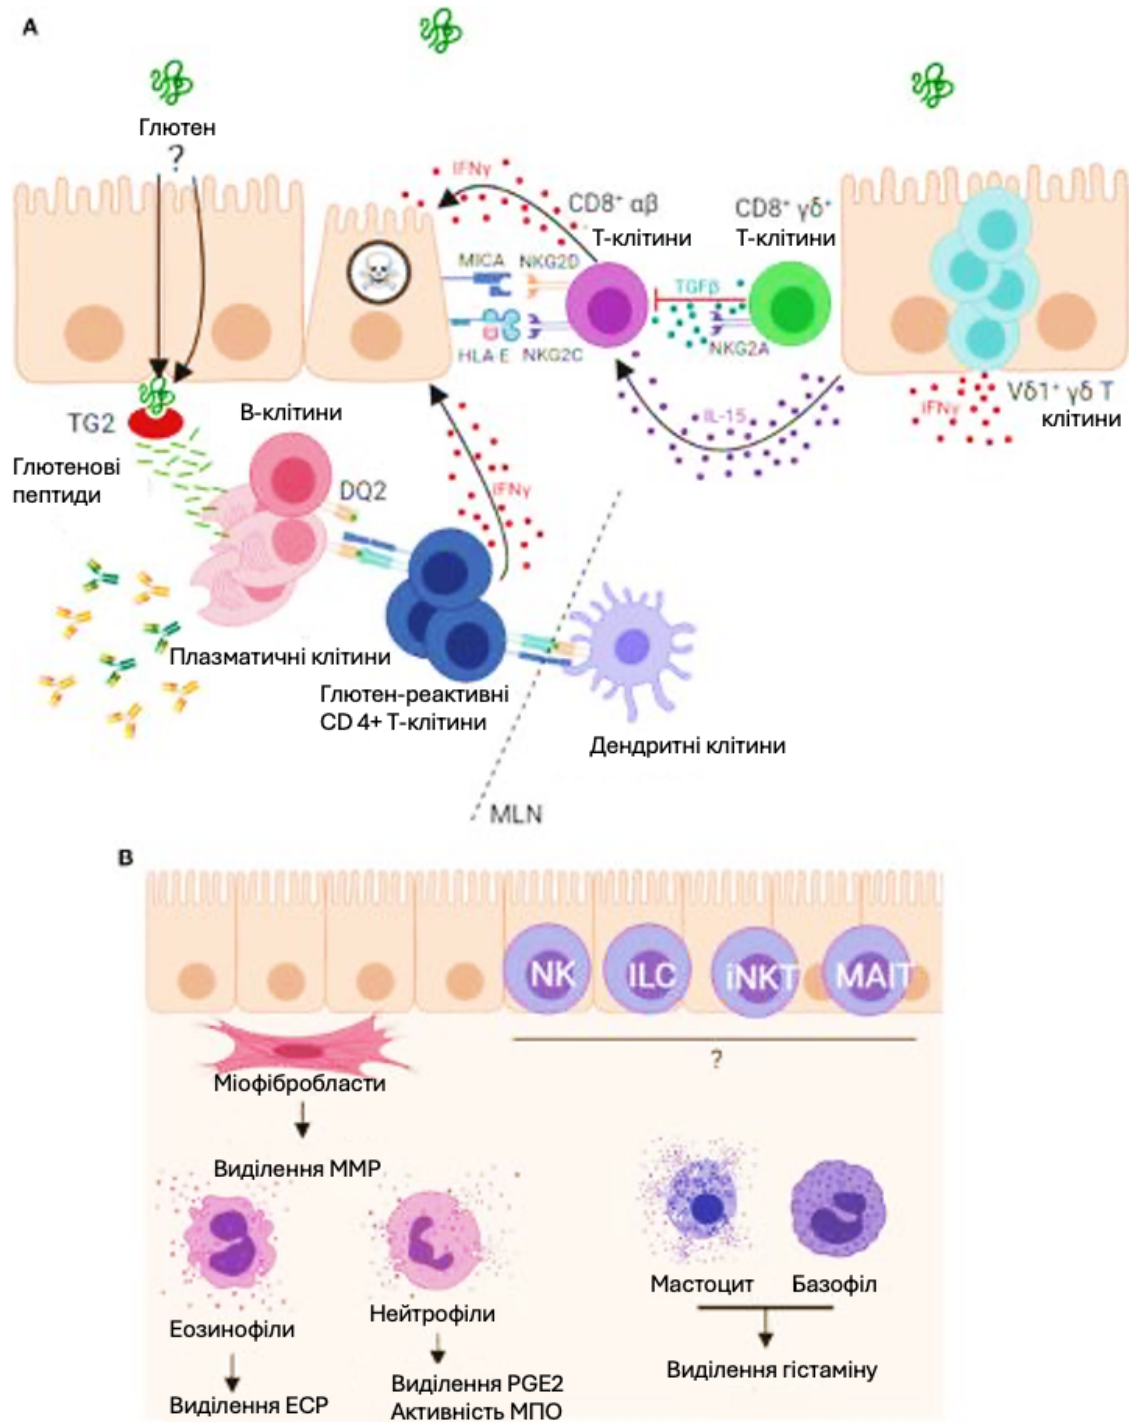 A
Глютен
?
IFNγ
CD8⁺ αβ
Т-клітини
CD8⁺ γδ⁺
Т-клітини
MICA
NKG2D
TGFβ
HLA-E
NKG2C
NKG2A
TG2
В-клітини
IL-15
IFNγ
Vδ1⁺ γδ T
клітини
Глютенові
пептиди
DQ2
IFNγ
Плазматичні клітини
Глютен-реактивні
CD 4+ Т-клітини
Дендритні клітини
MLN
B
NK
ILC
iNKT
MAIT
?
Міофібробласти
Виділення ММР
Еозинофіли
Виділення ECP
Нейтрофіли
Виділення PGE2
Активність МПО
Мастоцит
Базофіл
Виділення гістаміну